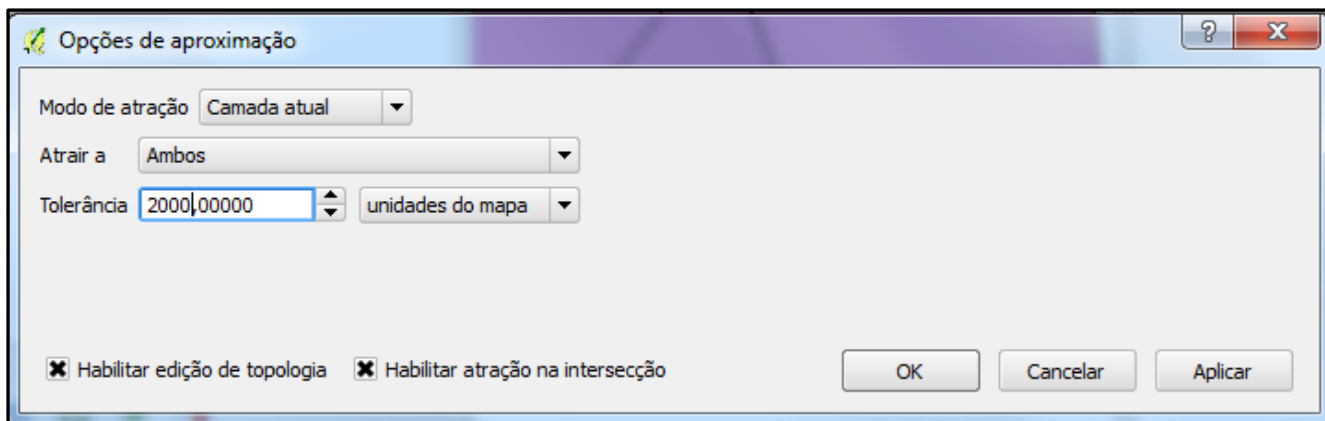 Opções de aproximação
Modo de atração Camada atual
Atrair a Ambos
Tolerância 2000,00000 unidades do mapa
Habilitar edição de topologia Habilitar atração na intersecção OK Cancelar Aplicar